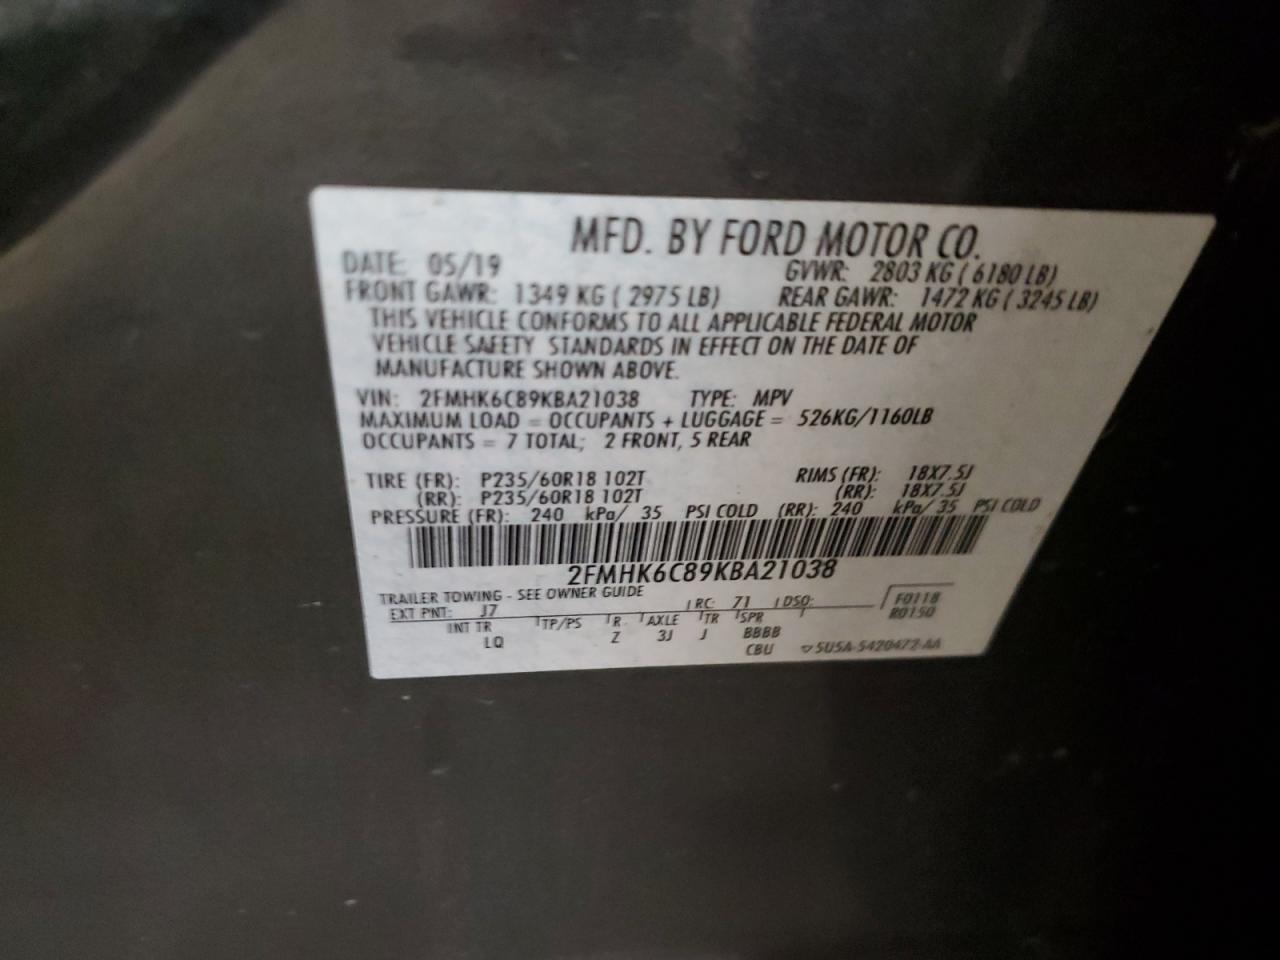 MFD. BY FORD MOTOR CO.
DATE: 05/19 GVWR: 2803 KG ( 6180 LB)
FRONT GAWR: 1349 KG ( 2975 LB) REAR GAWR: 1472 KG ( 3245 LB)
THIS VEHICLE CONFORMS TO ALL APPLICABLE FEDERAL MOTOR
VEHICLE SAFETY STANDARDS IN EFFECT ON THE DATE OF
MANUFACTURE SHOWN ABOVE.
VIN: 2FMHK6C89KBA21038 TYPE: MPV
MAXIMUM LOAD = OCCUPANTS + LUGGAGE = 526KG/1160LB
OCCUPANTS = 7 TOTAL; 2 FRONT, 5 REAR
TIRE (FR): P235/60R18 102T RIMS (FR): 18X7.5J
(RR): P235/60R18 102T (RR): 18X7.5J
PRESSURE (FR): 240 kPa/ 35 PSI COLD (RR): 240 kPa/ 35 PSI COLD
2FMHK6C89KBA21038
TRAILER TOWING - SEE OWNER GUIDE
EXT PNT: J7 RC: 71 DSO: F0118
R0150
INT TR TP/PS R AXLE TR SPR
LQ Z 3J J BBBB
CBU 5U5A-5420472-AA